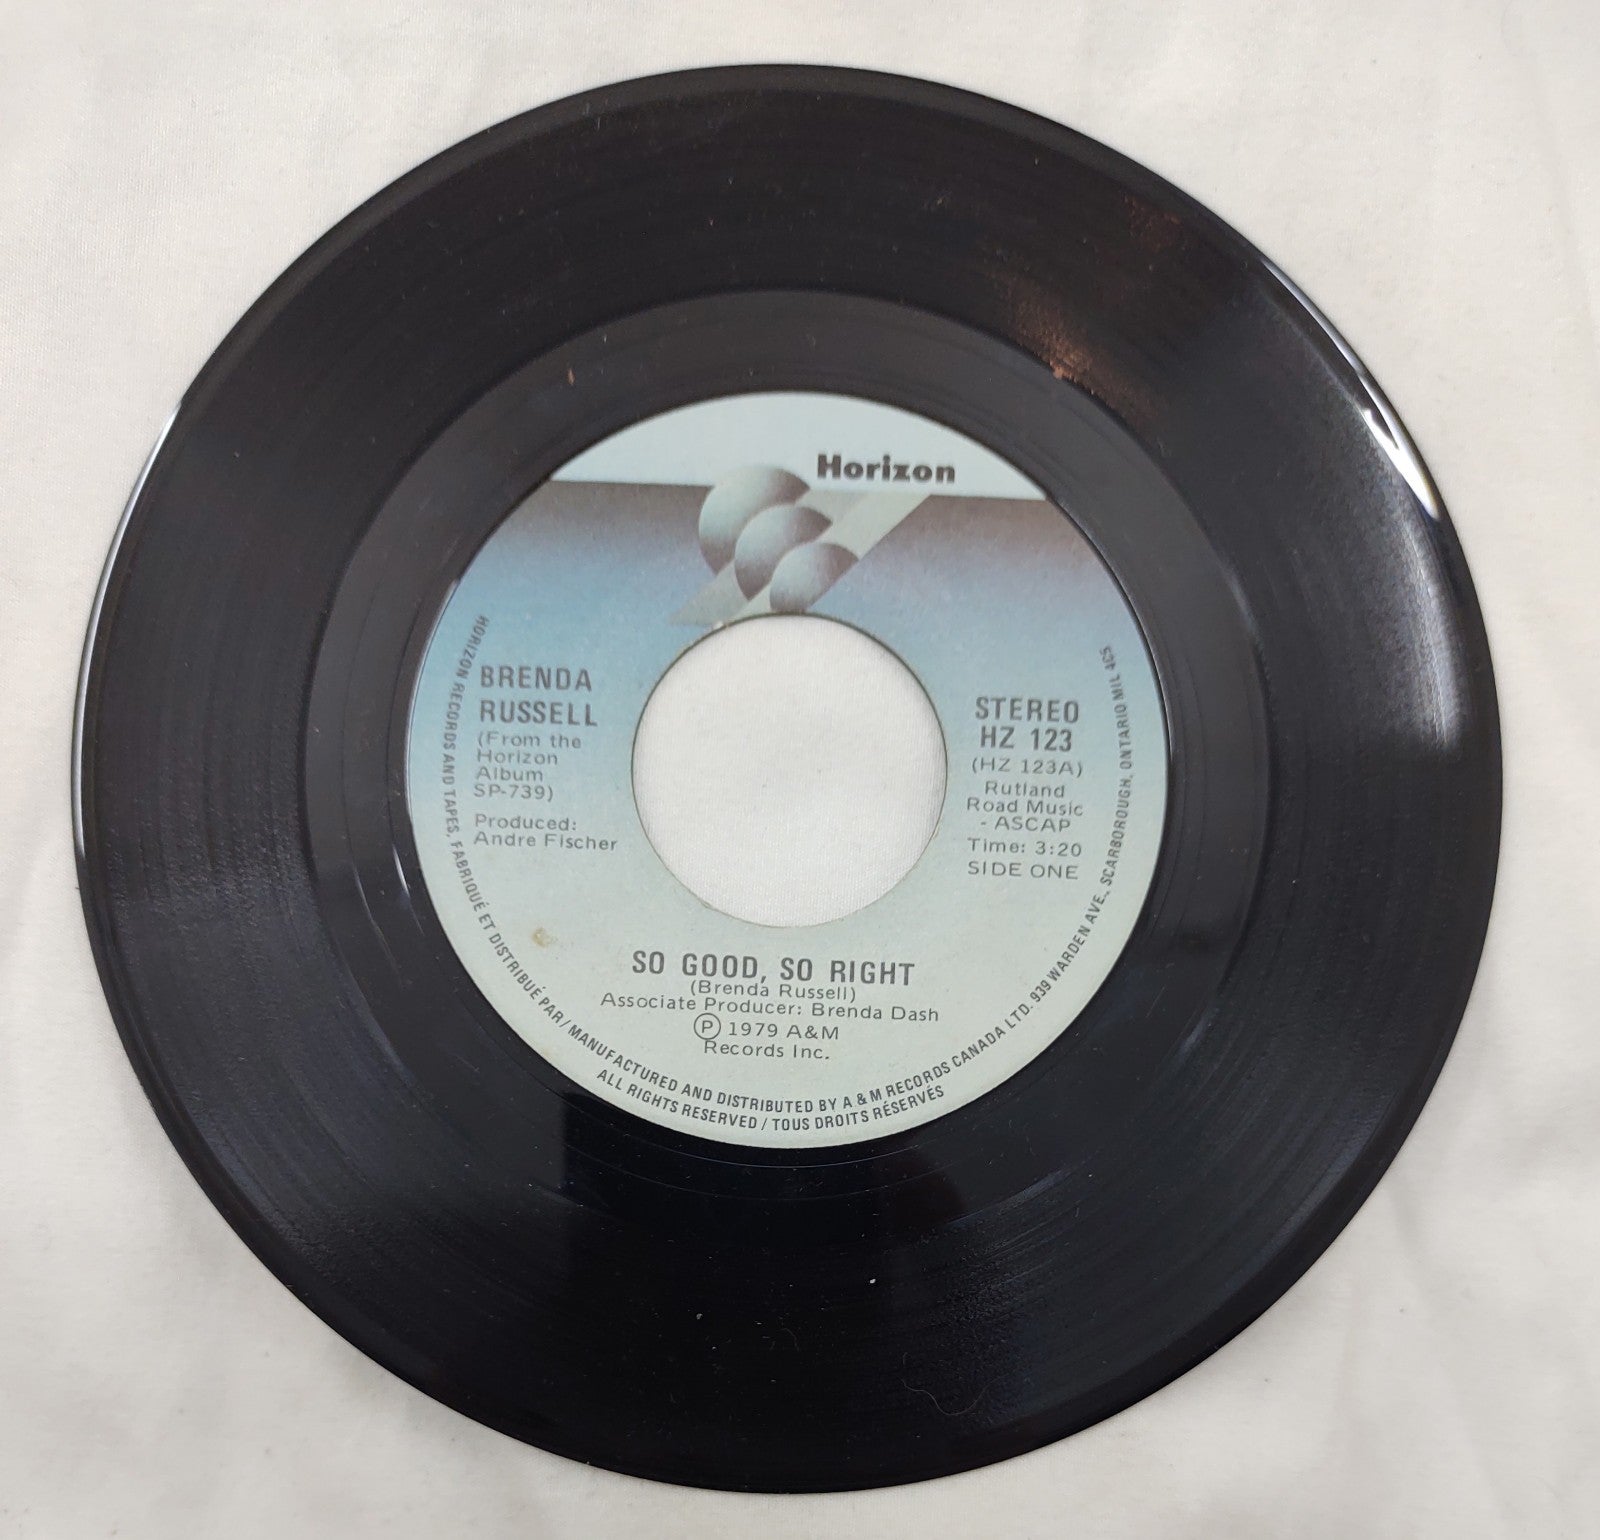 Horizon
BRENDA
RUSSELL
(From the
Horizon
Album
SP-739)
Produced:
Andre Fischer
STEREO
HZ 123
(HZ 123A)
Rutland
Road Music
- ASCAP
Time: 3:20
SIDE ONE
SO GOOD, SO RIGHT
(Brenda Russell)
Associate Producer: Brenda Dash
Ⓟ 1979 A&M
Records Inc.
HORIZON RECORDS AND TAPES, FABRIQUÉ ET DISTRIBUÉ PAR / MANUFACTURED AND DISTRIBUTED BY A & M RECORDS CANADA LTD. 939 WARDEN AVE., SCARBOROUGH, ONTARIO MIL 4C5
ALL RIGHTS RESERVED / TOUS DROITS RÉSERVÉS